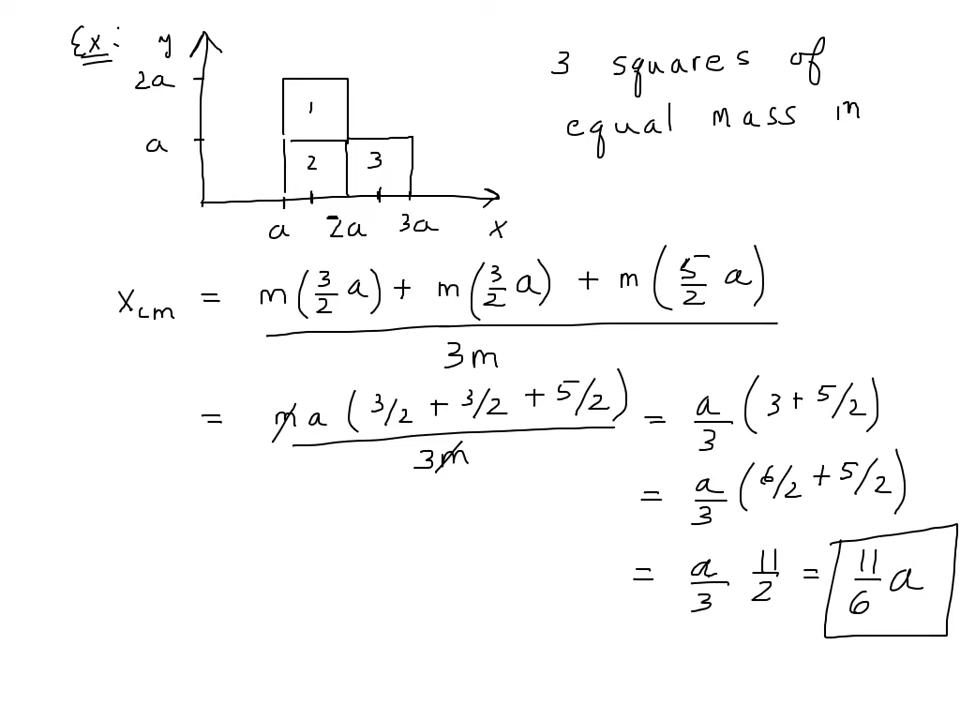 Ex: y
3 squares of
equal mass in
2a
a
1
2 3
a 2a 3a x
x_cm = m(3/2 a) + m(3/2 a) + m(5/2 a)
3m
= ma (3/2 + 3/2 + 5/2) = a/3 (3 + 5/2)
3m
= a/3 (6/2 + 5/2)
= a/3 11/2 = 11/6 a